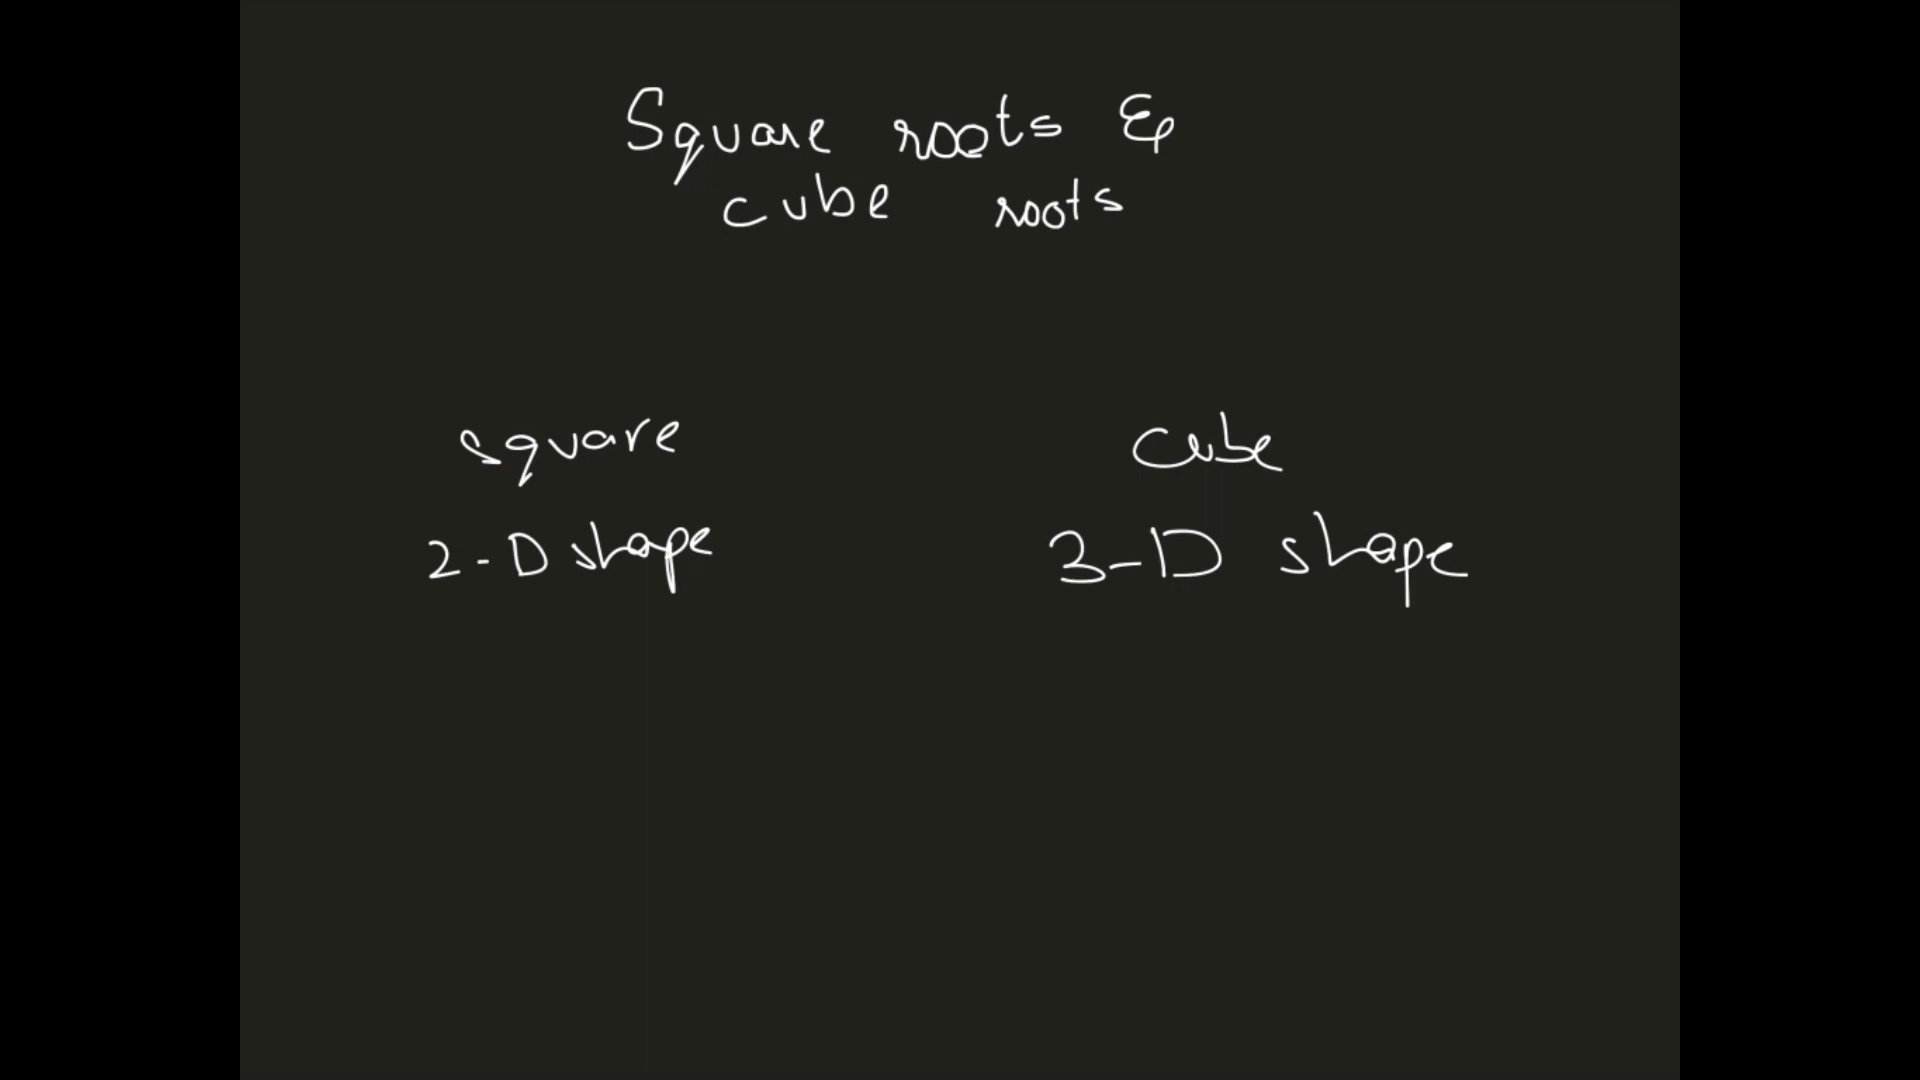 Square roots &
cube roots
square
cube
2-D shape
3-D shape